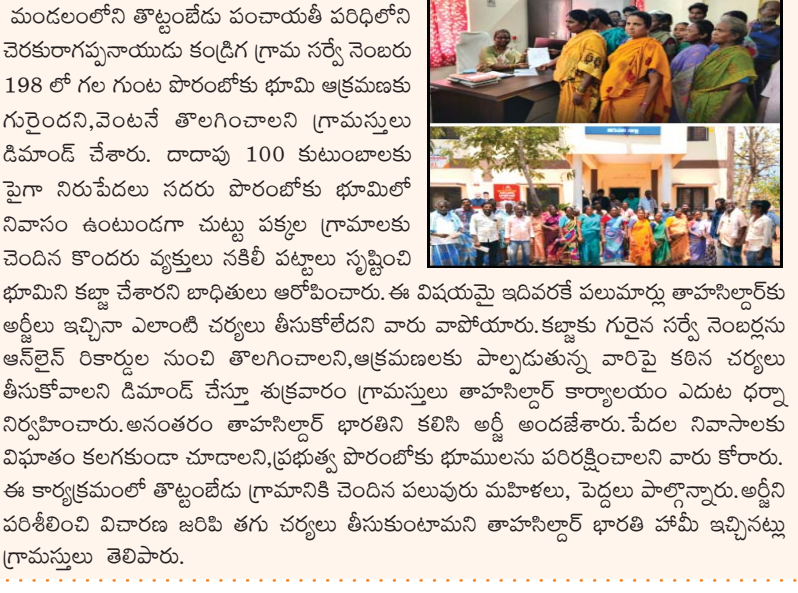 మండలంలోని తొట్టంబేడు పంచాయతీ పరిధిలోని
చెరకురాగప్పనాయుడు కండ్రిగ గ్రామ సర్వే నెంబరు
198 లో గల గుంట పొరంబోకు భూమి ఆక్రమణకు
గురైందని,వెంటనే తొలగించాలని గ్రామస్తులు
డిమాండ్ చేశారు. దాదాపు 100 కుటుంబాలకు
పైగా నిరుపేదలు సదరు పొరంబోకు భూమిలో
నివాసం ఉంటుండగా చుట్టు పక్కల గ్రామాలకు
చెందిన కొందరు వ్యక్తులు నకిలీ పట్టాలు సృష్టించి
భూమిని కబ్జా చేశారని బాధితులు ఆరోపించారు.ఈ విషయమై ఇదివరకే పలుమార్లు తాహసిల్దార్‌కు
అర్జీలు ఇచ్చినా ఎలాంటి చర్యలు తీసుకోలేదని వారు వాపోయారు.కబ్జాకు గురైన సర్వే నెంబర్లను
ఆన్‌లైన్ రికార్డుల నుంచి తొలగించాలని,ఆక్రమణలకు పాల్పడుతున్న వారిపై కఠిన చర్యలు
తీసుకోవాలని డిమాండ్ చేస్తూ శుక్రవారం గ్రామస్తులు తాహసిల్దార్ కార్యాలయం ఎదుట ధర్నా
నిర్వహించారు.అనంతరం తాహసిల్దార్ భారతిని కలిసి అర్జీ అందజేశారు.పేదల నివాసాలకు
విఘాతం కలగకుండా చూడాలని,ప్రభుత్వ పొరంబోకు భూములను పరిరక్షించాలని వారు కోరారు.
ఈ కార్యక్రమంలో తొట్టంబేడు గ్రామానికి చెందిన పలువురు మహిళలు, పెద్దలు పాల్గొన్నారు.అర్జీని
పరిశీలించి విచారణ జరిపి తగు చర్యలు తీసుకుంటామని తాహసిల్దార్ భారతి హామీ ఇచ్చినట్లు
గ్రామస్తులు తెలిపారు.